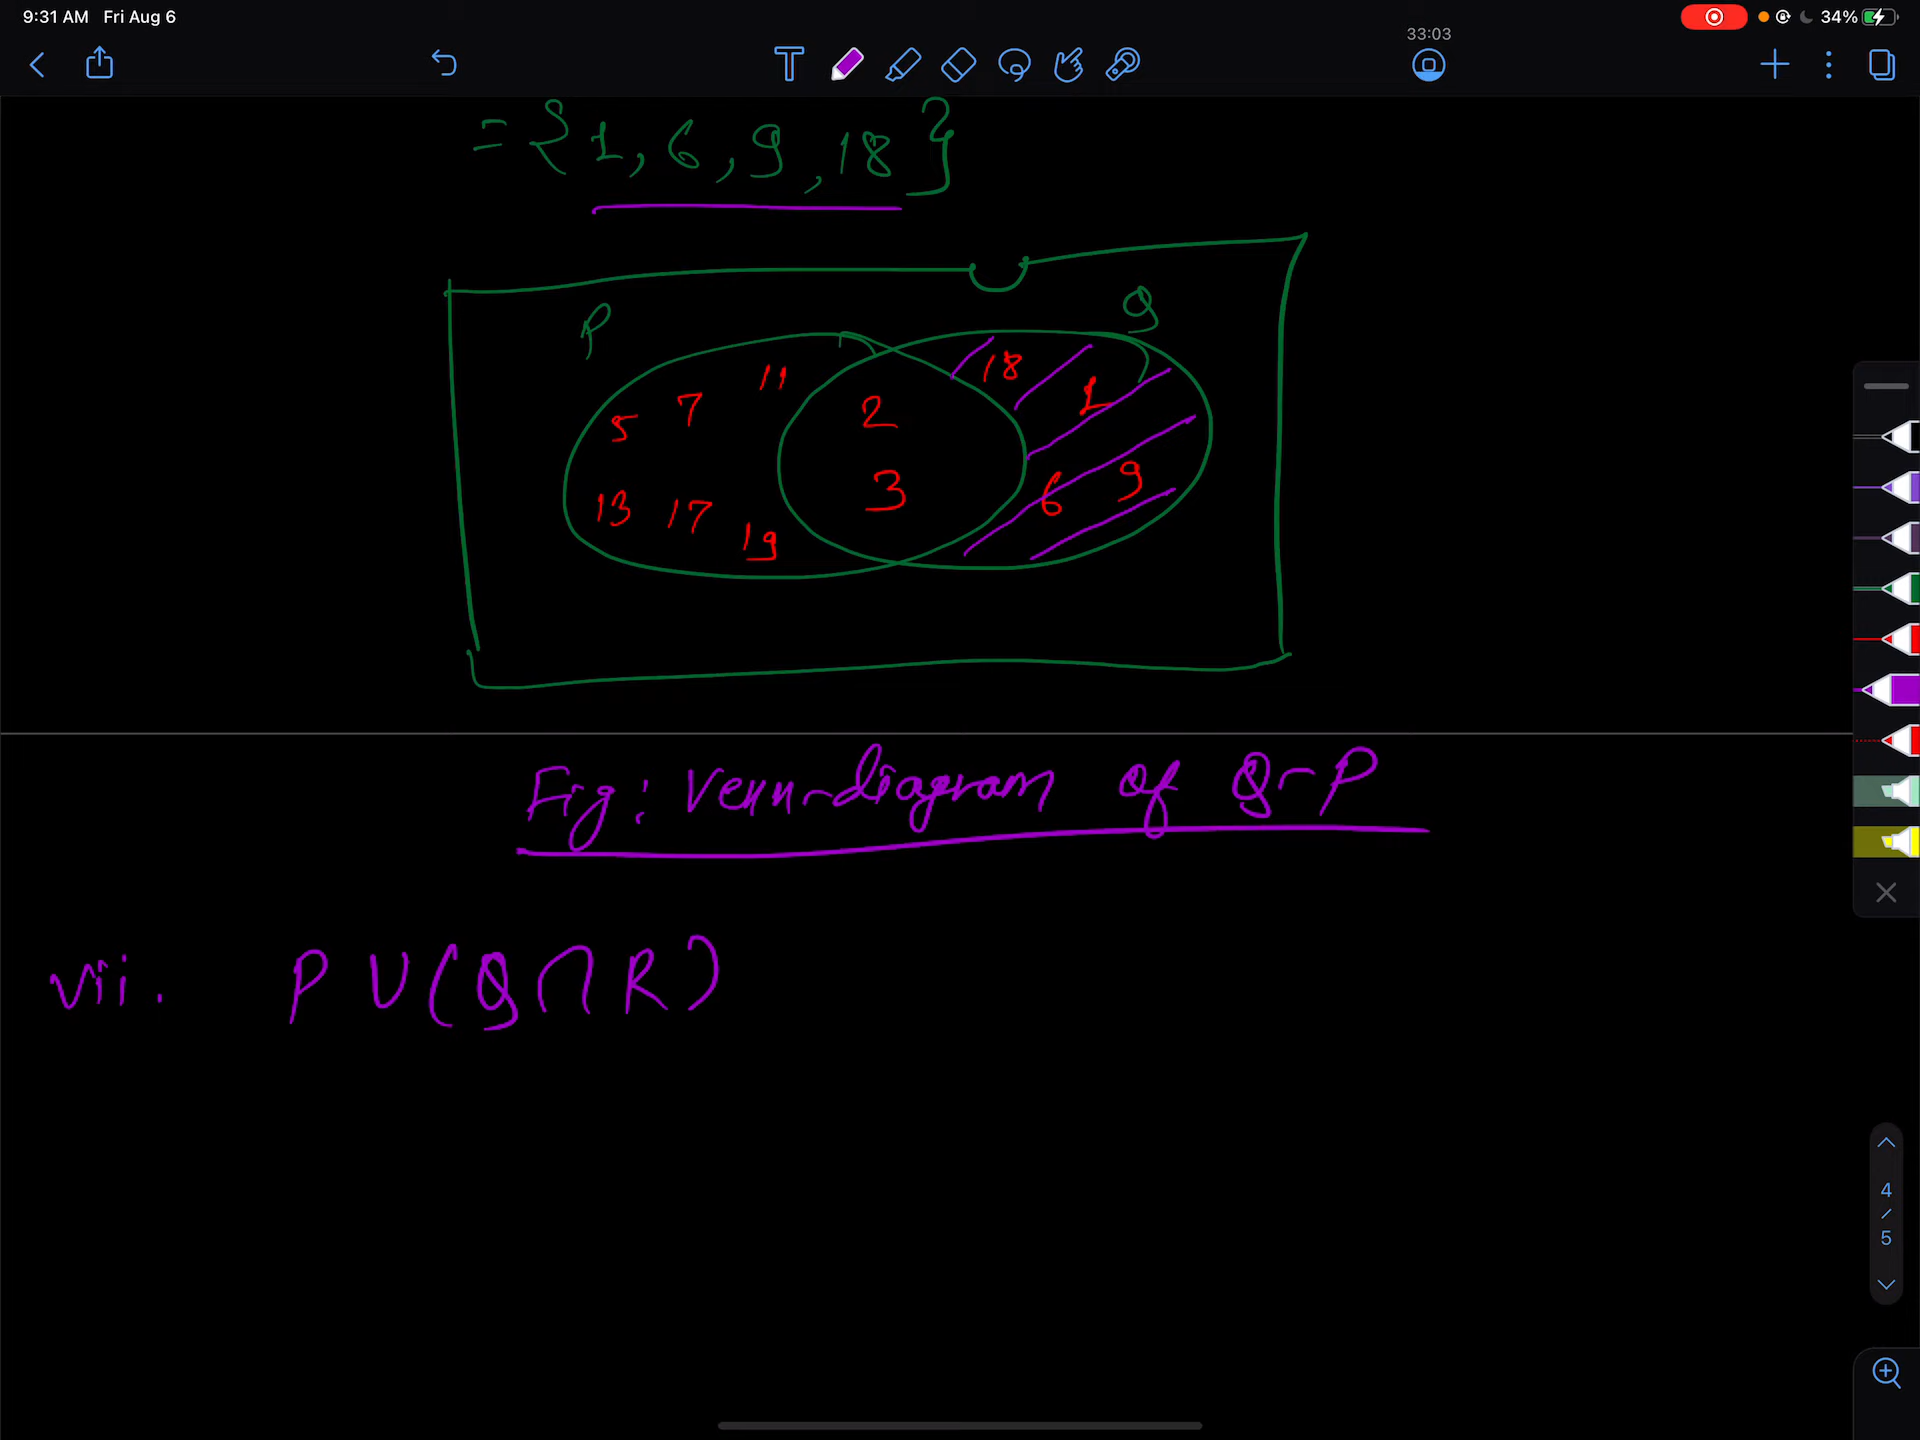 9:31 AM Fri Aug 6
34%
33:03
= {1, 6, 9, 18}
U
P
Q
11
18
5 7
2
1
3
6 9
13 17
19
Fig: Venn-diagram of Q-P
vii. P U (Q ∩ R)
4
/
5